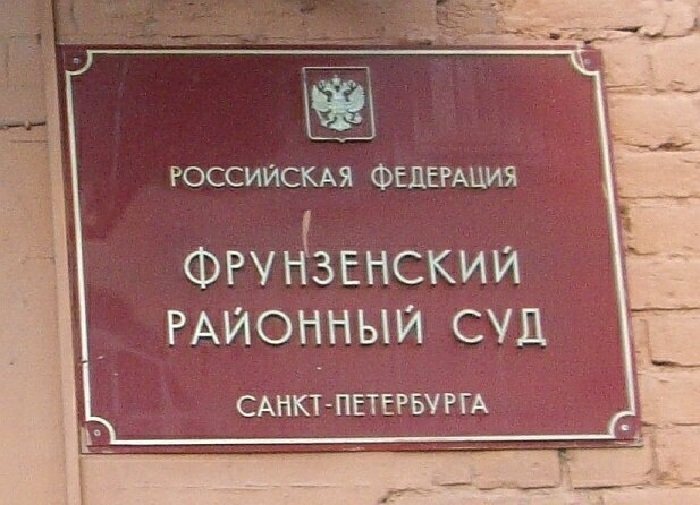 РОССИЙСКАЯ ФЕДЕРАЦИЯ
ФРУНЗЕНСКИЙ
РАЙОННЫЙ СУД
САНКТ-ПЕТЕРБУРГА